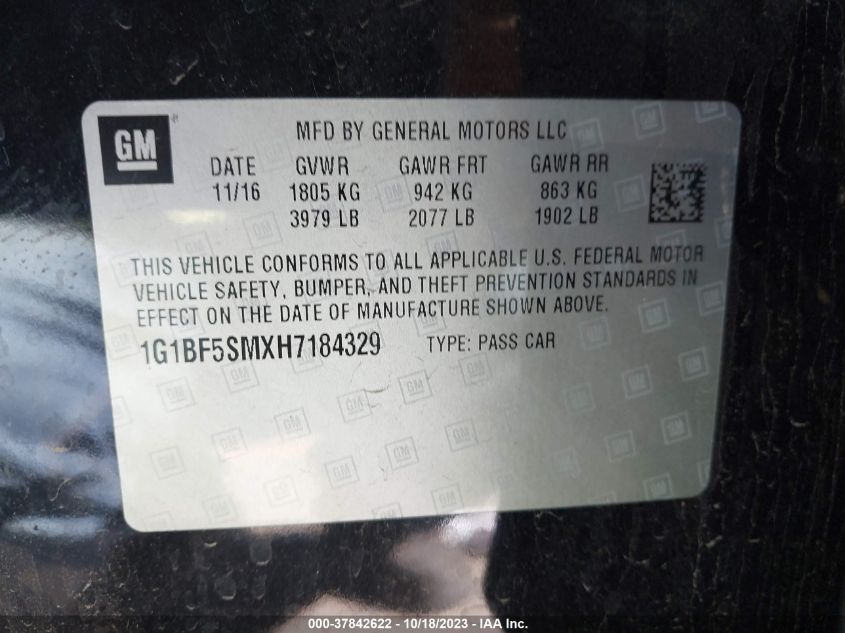 GM
MFD BY GENERAL MOTORS LLC
DATE GVWR GAWR FRT GAWR RR
11/16 1805 KG 942 KG 863 KG
3979 LB 2077 LB 1902 LB
THIS VEHICLE CONFORMS TO ALL APPLICABLE U.S. FEDERAL MOTOR
VEHICLE SAFETY, BUMPER, AND THEFT PREVENTION STANDARDS IN
EFFECT ON THE DATE OF MANUFACTURE SHOWN ABOVE.
1G1BF5SMXH7184329 TYPE: PASS CAR
000-37842622 - 10/18/2023 - IAA Inc.